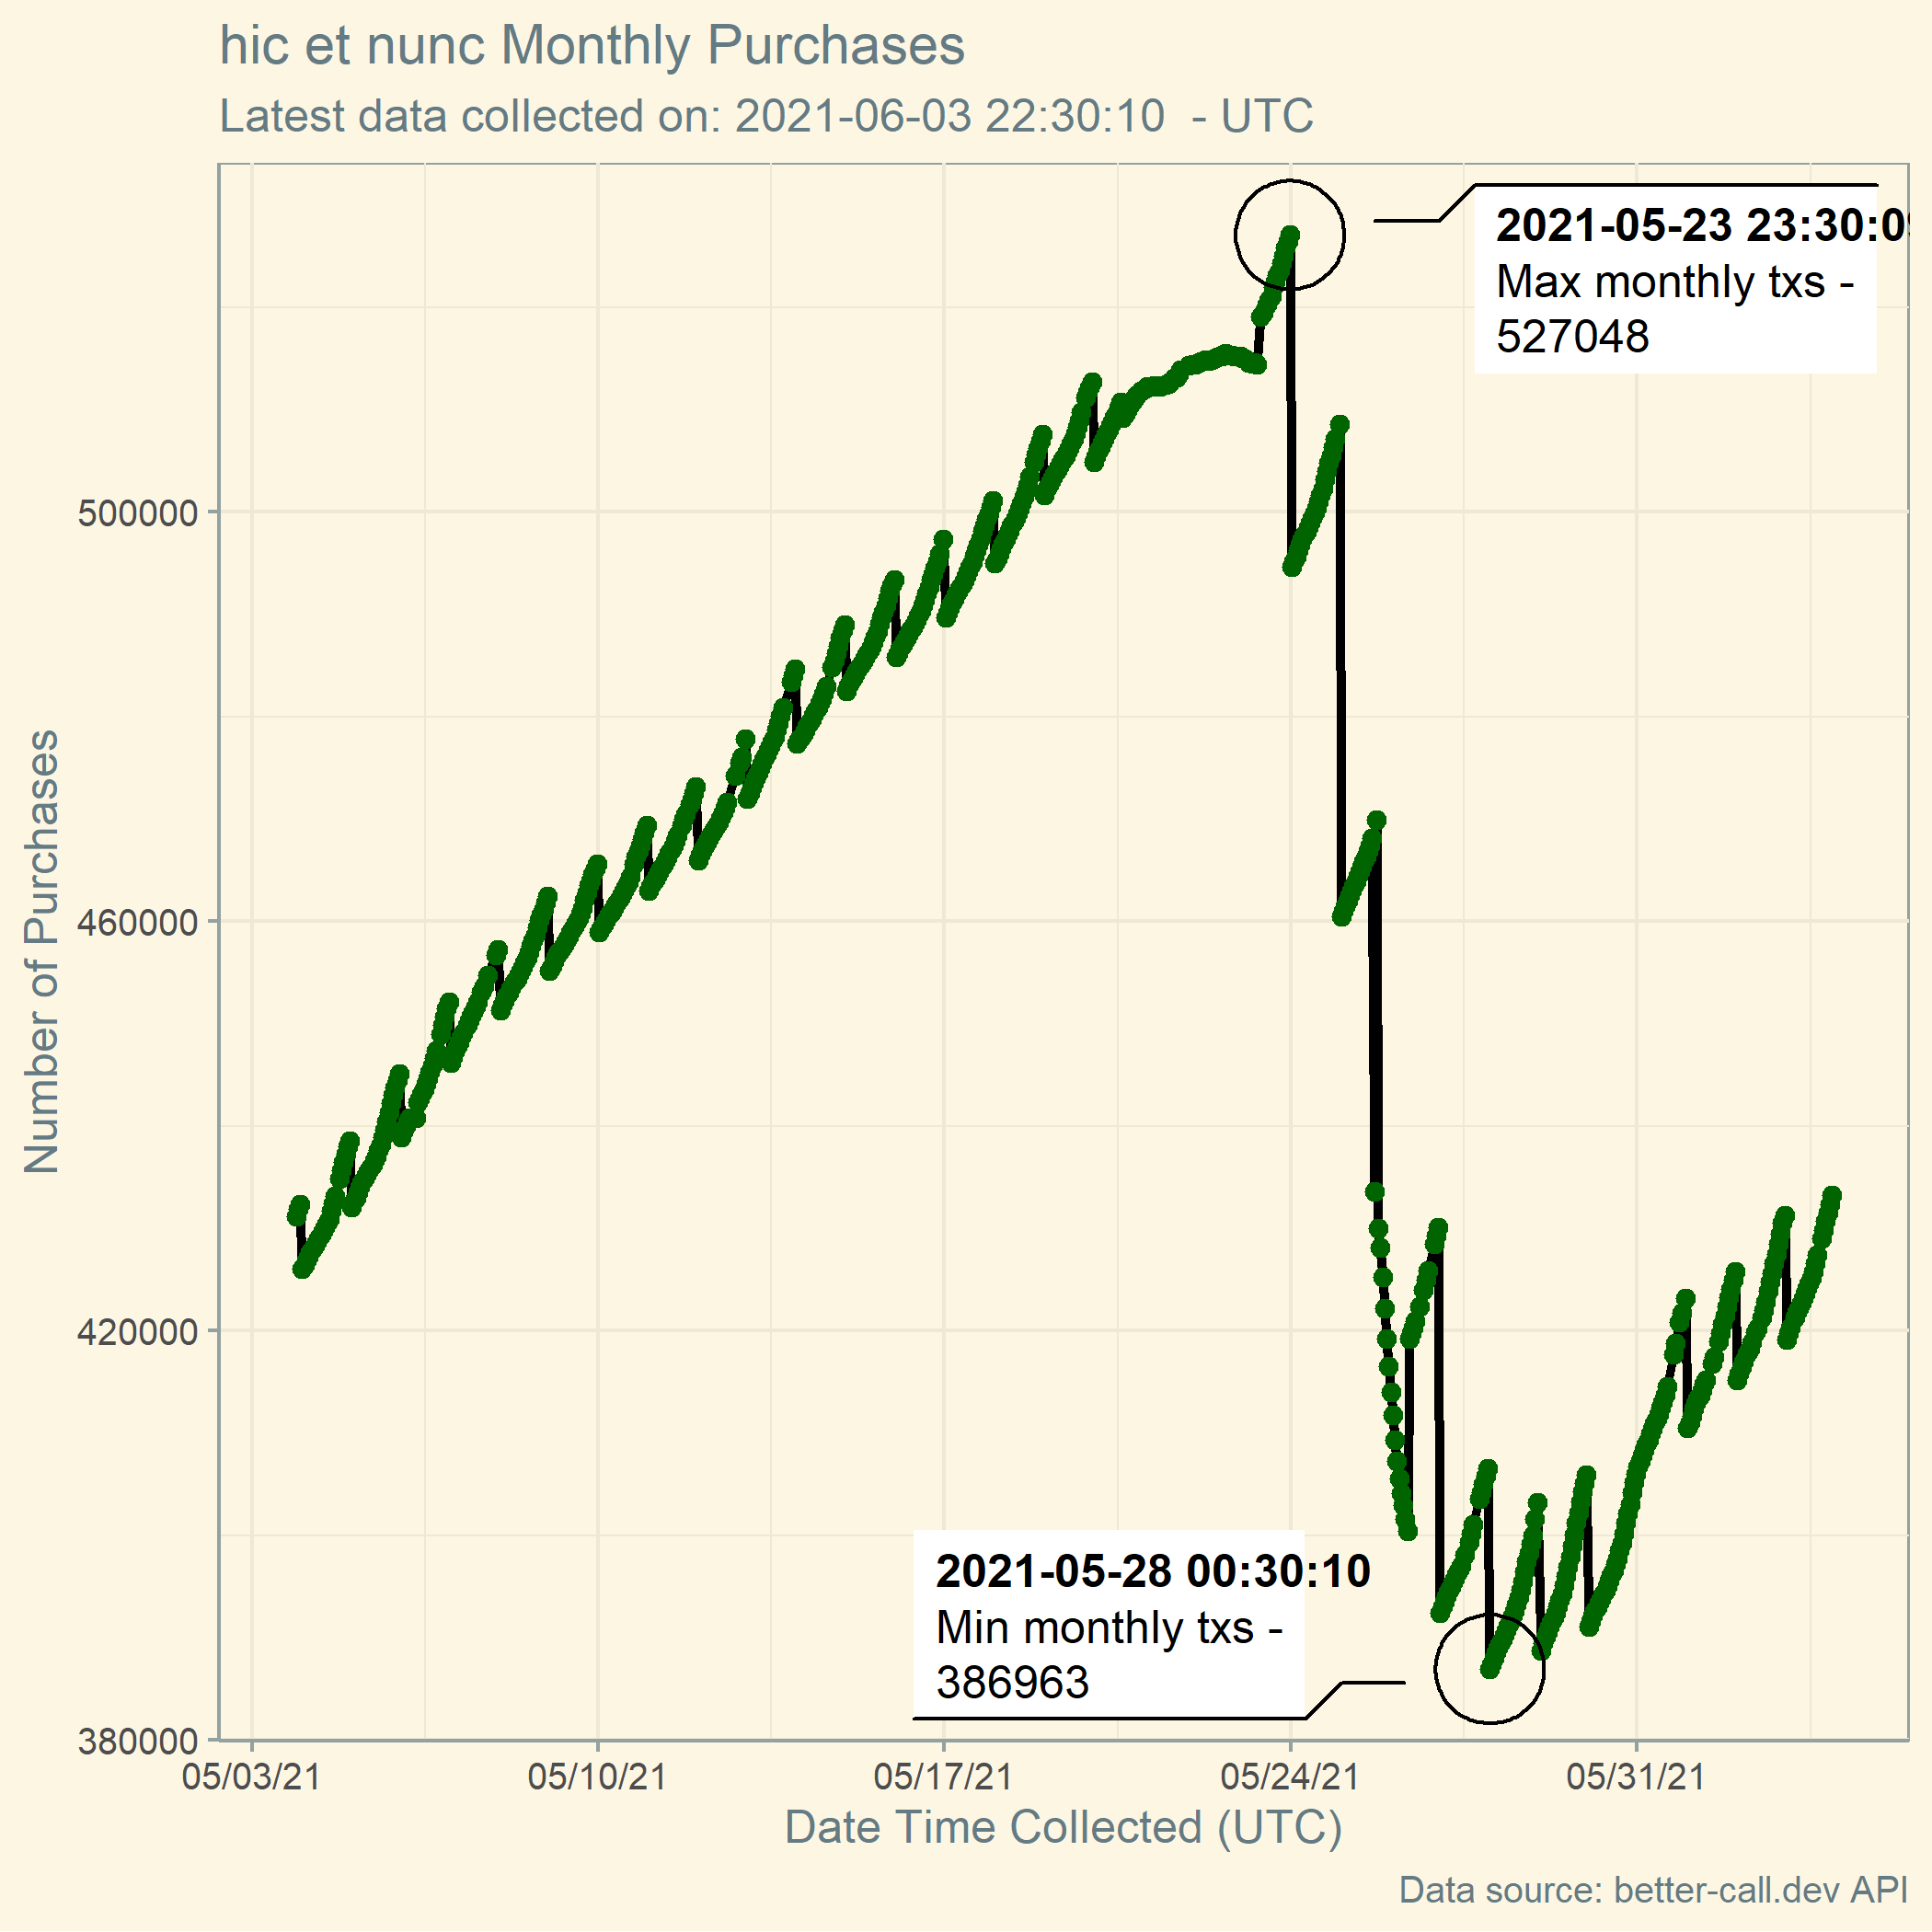 hic et nunc Monthly Purchases
Latest data collected on: 2021-06-03 22:30:10  - UTC
2021-05-23 23:30:09
Max monthly txs -
527048
500000
460000
420000
380000
Number of Purchases
2021-05-28 00:30:10
Min monthly txs -
386963
05/03/21
05/10/21
05/17/21
05/24/21
05/31/21
Date Time Collected (UTC)
Data source: better-call.dev API